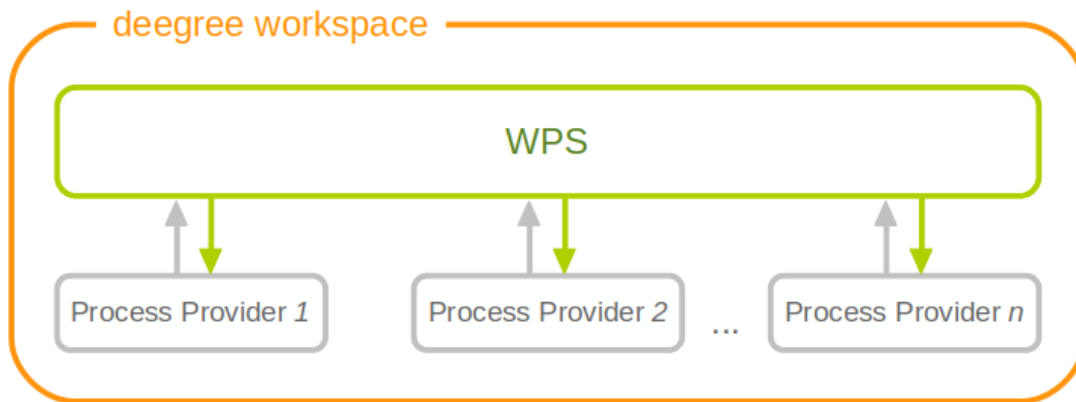 deegree workspace
WPS
Process Provider 1
Process Provider 2
...
Process Provider n